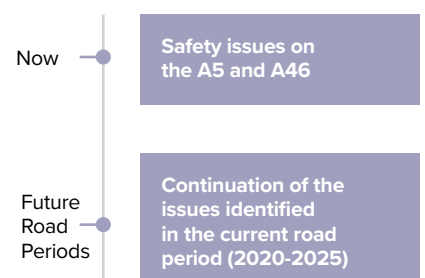 Now
Safety issues on
the A5 and A46
Future
Road
Periods
Continuation of the
issues identified
in the current road
period (2020-2025)